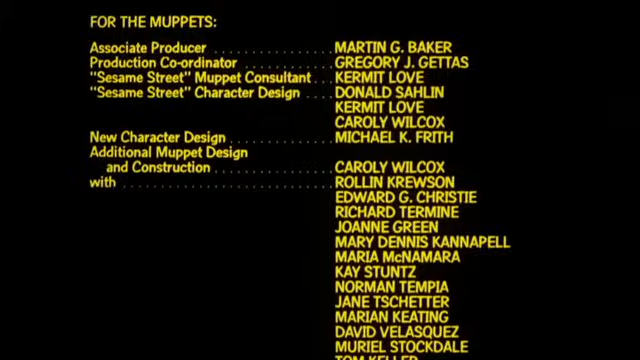 FOR THE MUPPETS:
Associate Producer . . . . . . . . . . . . . . . MARTIN G. BAKER
Production Co-ordinator . . . . . . . . . . . . GREGORY J. GETTAS
"Sesame Street" Muppet Consultant . . . KERMIT LOVE
"Sesame Street" Character Design . . . . DONALD SAHLIN
KERMIT LOVE
CAROLY WILCOX
New Character Design . . . . . . . . . . . . . MICHAEL K. FRITH
Additional Muppet Design
and Construction . . . . . . . . . . . . . . . CAROLY WILCOX
with . . . . . . . . . . . . . . . . . . . . . . . . . . ROLLIN KREWSON
EDWARD G. CHRISTIE
RICHARD TERMINE
JOANNE GREEN
MARY DENNIS KANNAPELL
MARIA McNAMARA
KAY STUNTZ
NORMAN TEMPIA
JANE TSCHETTER
MARIAN KEATING
DAVID VELASQUEZ
MURIEL STOCKDALE
TOM KELLER